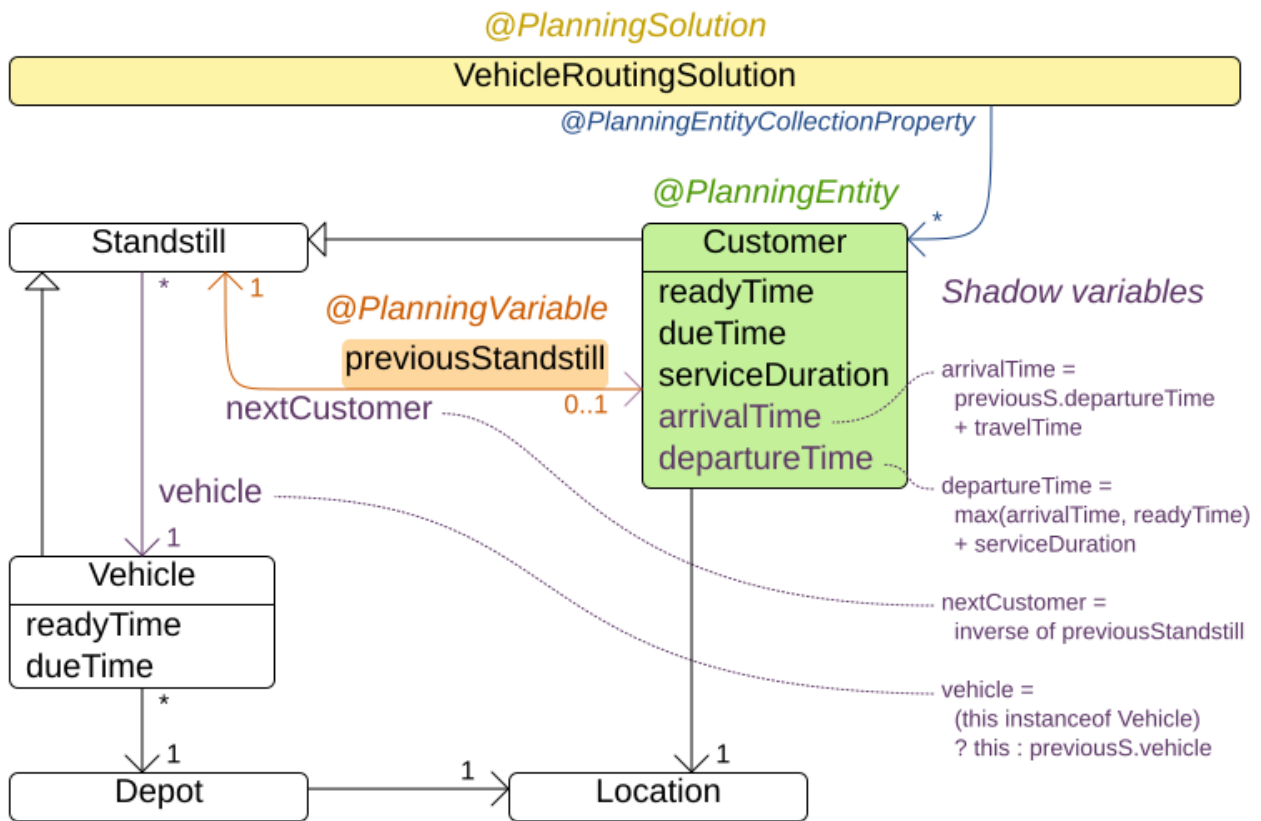 @PlanningSolution
VehicleRoutingSolution
@PlanningEntityCollectionProperty
@PlanningEntity
*
Standstill
Customer
*
1
@PlanningVariable
previousStandstill
0..1
nextCustomer
readyTime
dueTime
serviceDuration
arrivalTime
departureTime
Shadow variables
arrivalTime =
previousS.departureTime
+ travelTime
departureTime =
max(arrivalTime, readyTime)
+ serviceDuration
nextCustomer =
inverse of previousStandstill
vehicle =
(this instanceof Vehicle)
? this : previousS.vehicle
vehicle
1
Vehicle
readyTime
dueTime
*
1
Depot
1
1
Location